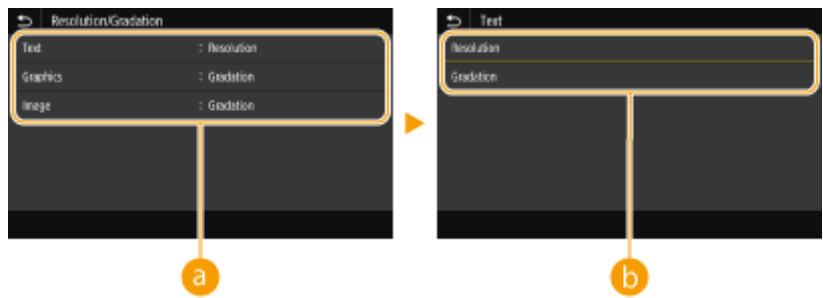 Resolution/Gradation
Text : Resolution
Graphics : Gradation
Image : Gradation
a
Text
Resolution
Gradation
b